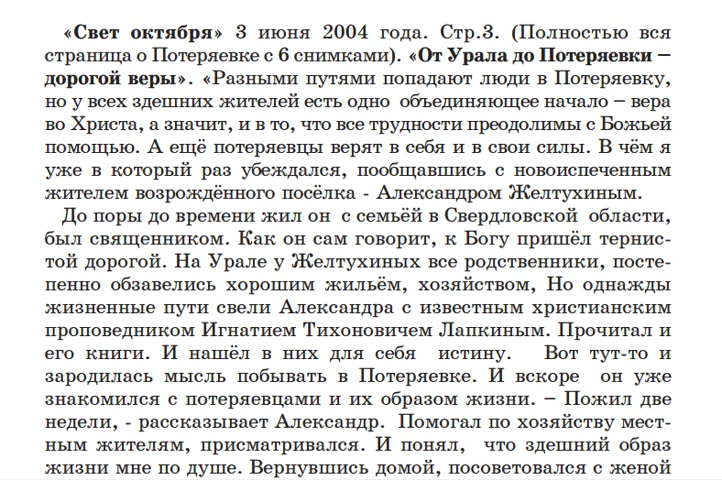 «Свет октября» 3 июня 2004 года. Стр.3. (Полностью вся
страница о Потеряевке с 6 снимками). «От Урала до Потеряевки –
дорогой веры». «Разными путями попадают люди в Потеряевку,
но у всех здешних жителей есть одно объединяющее начало – вера
во Христа, а значит, и в то, что все трудности преодолимы с Божьей
помощью. А ещё потеряевцы верят в себя и в свои силы. В чём я
уже в который раз убеждался, пообщавшись с новоиспеченным
жителем возрождённого посёлка - Александром Желтухиным.
До поры до времени жил он с семьёй в Свердловской области,
был священником. Как он сам говорит, к Богу пришёл тернис-
той дорогой. На Урале у Желтухиных все родственники, посте-
пенно обзавелись хорошим жильём, хозяйством, Но однажды
жизненные пути свели Александра с известным христианским
проповедником Игнатием Тихоновичем Лапкиным. Прочитал и
его книги. И нашёл в них для себя истину. Вот тут-то и
зародилась мысль побывать в Потеряевке. И вскоре он уже
знакомился с потеряевцами и их образом жизни. – Пожил две
недели, - рассказывает Александр. Помогал по хозяйству мест-
ным жителям, присматривался. И понял, что здешний образ
жизни мне по душе. Вернувшись домой, посоветовался с женой